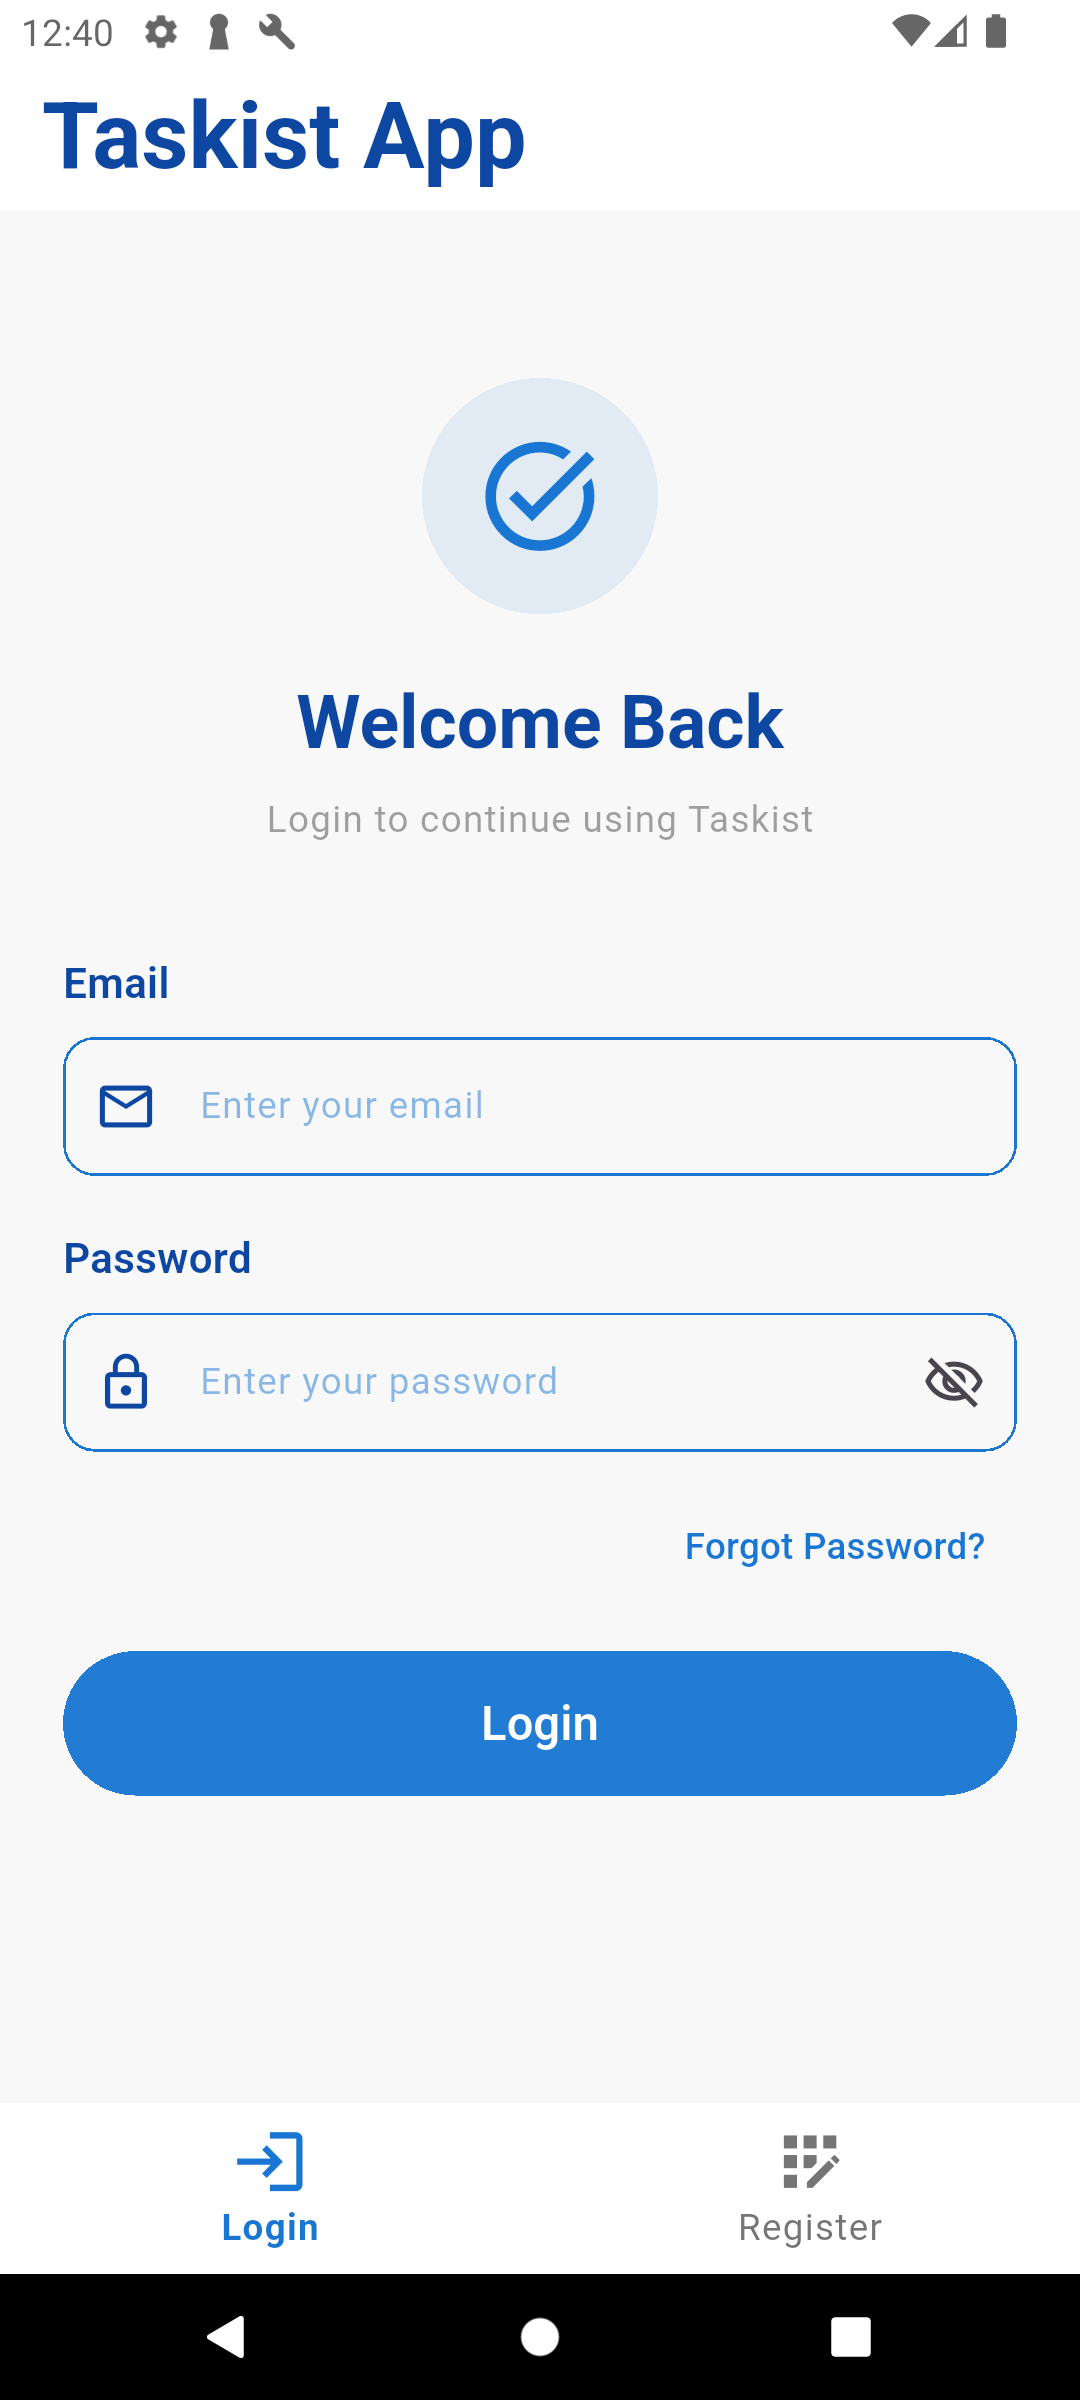 12:40
Taskist App
Welcome Back
Login to continue using Taskist
Email
Enter your email
Password
Enter your password
Forgot Password?
Login
Login
Register